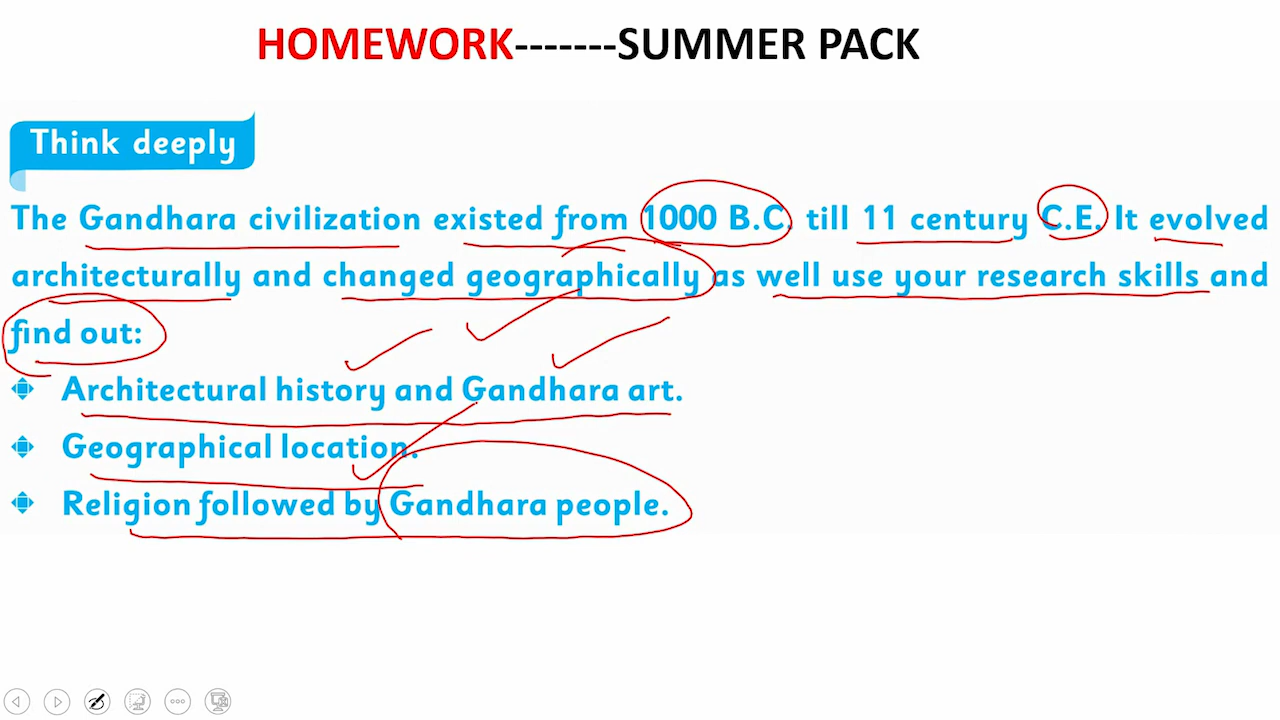 HOMEWORK-------SUMMER PACK
Think deeply
The Gandhara civilization existed from 1000 B.C. till 11 century C.E. It evolved
architecturally and changed geographically as well use your research skills and
find out:
Architectural history and Gandhara art.
Geographical location.
Religion followed by Gandhara people.